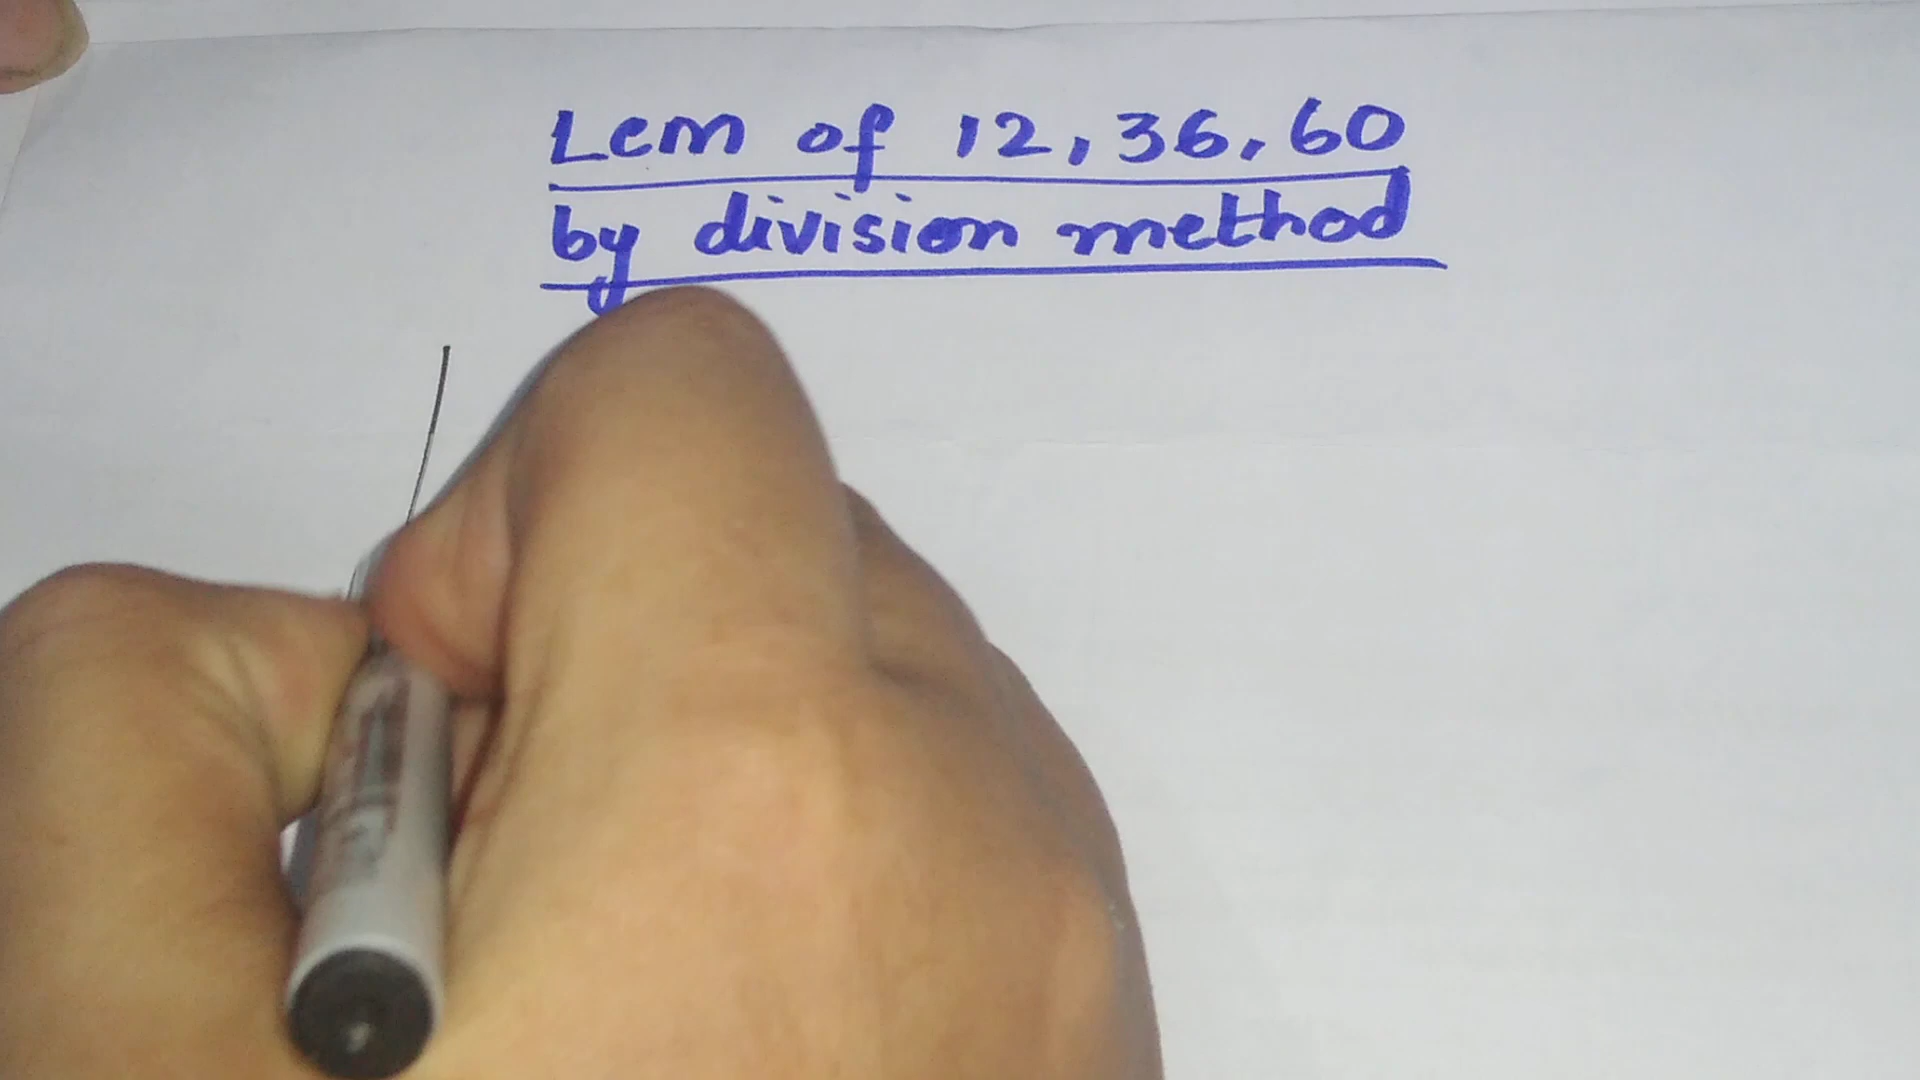 Lcm of 12, 36, 60
by division method